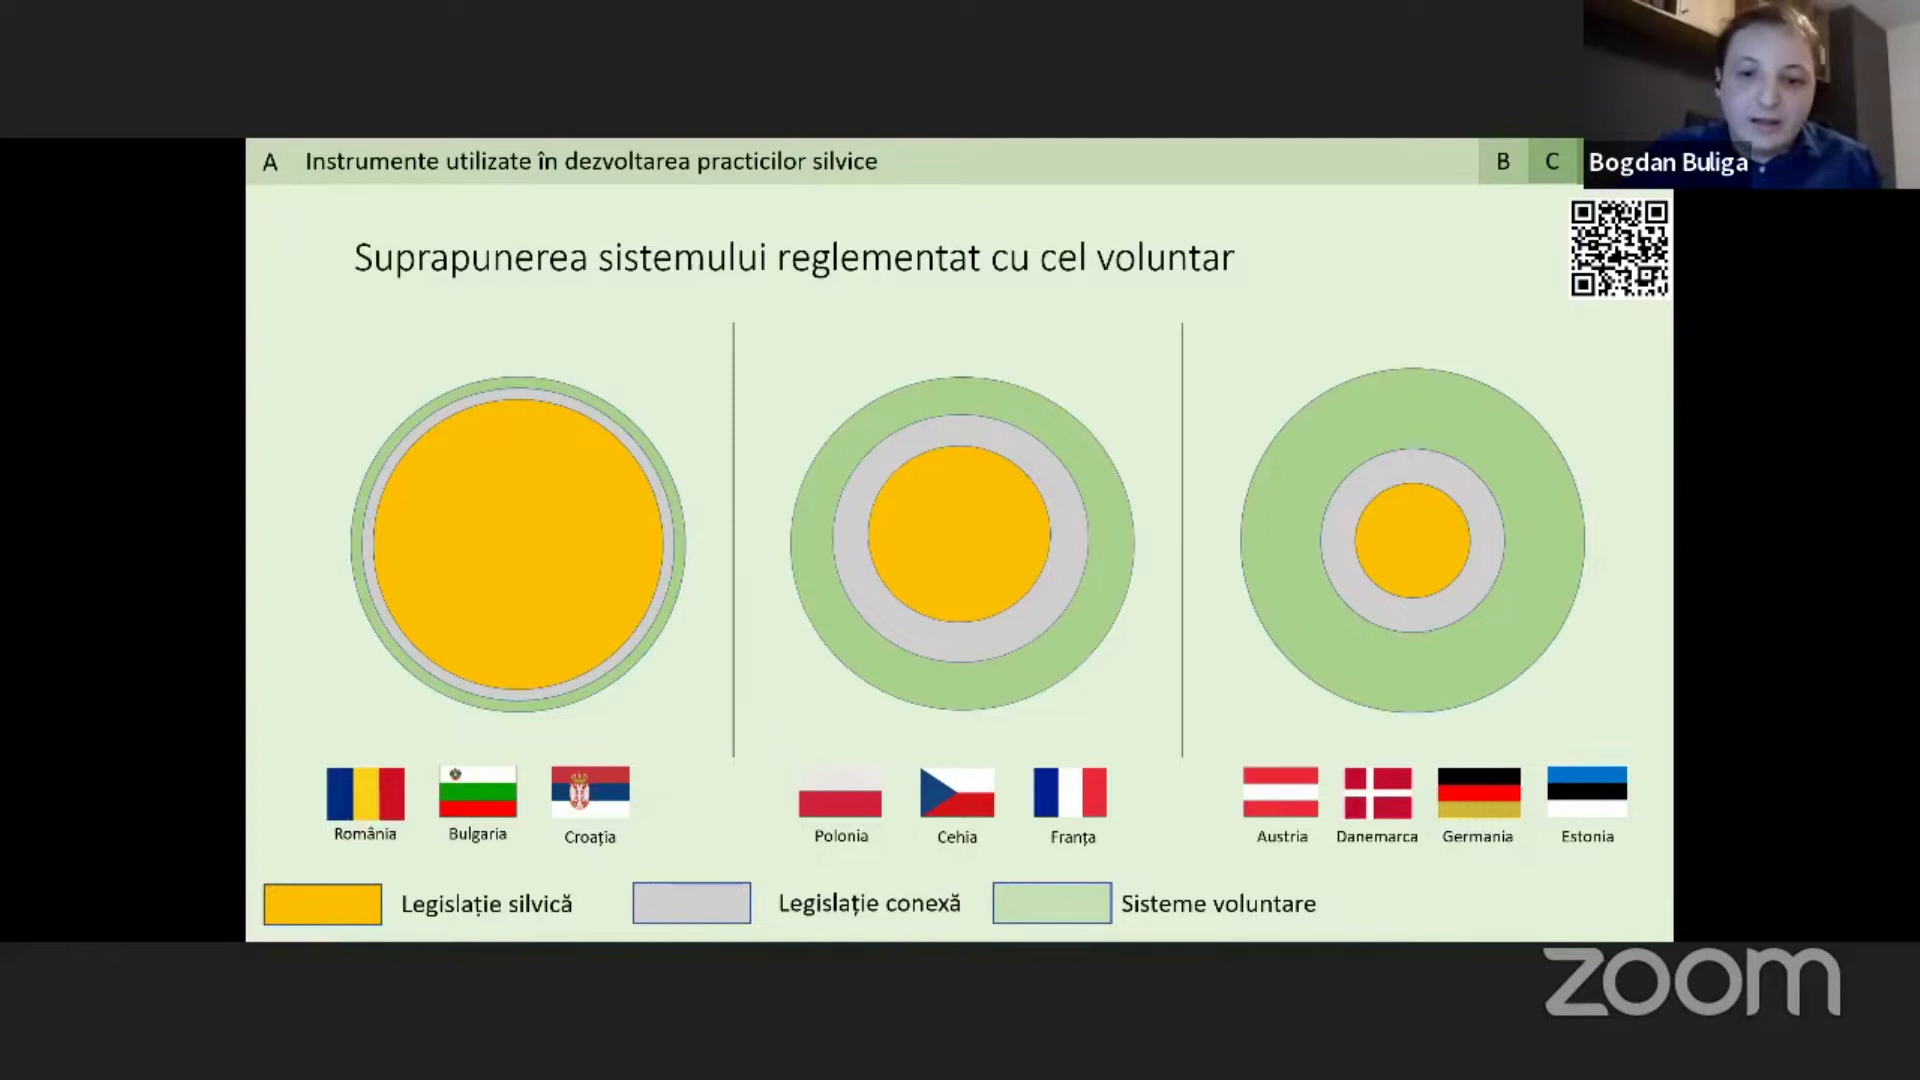 A Instrumente utilizate în dezvoltarea practicilor silvice B C
Bogdan Buliga
Suprapunerea sistemului reglementat cu cel voluntar
România Bulgaria Croația Polonia Cehia Franța Austria Danemarca Germania Estonia
Legislație silvică Legislație conexă Sisteme voluntare
zoom